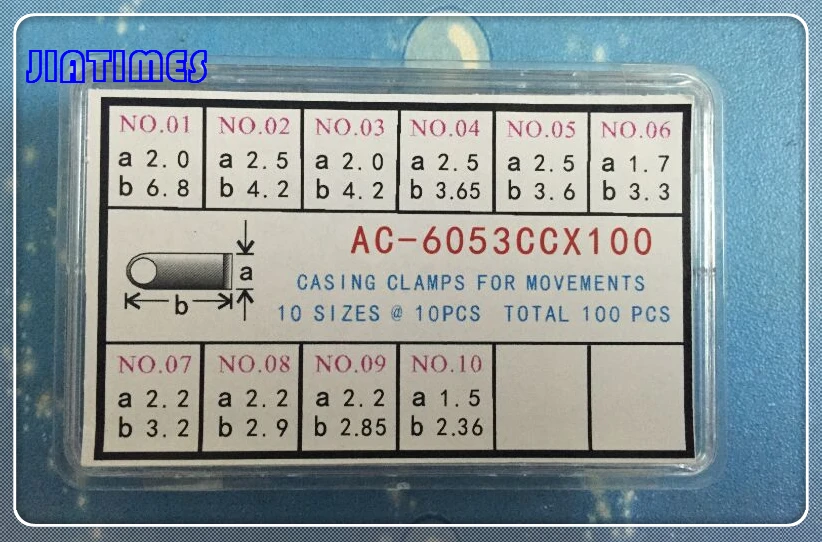 JIATIMES
NO.01 NO.02 NO.03 NO.04 NO.05 NO.06
a 2.0 a 2.5 a 2.0 a 2.5 a 2.5 a 1.7
b 6.8 b 4.2 b 4.2 b 3.65 b 3.6 b 3.3
AC-6053CCX100
a
CASING CLAMPS FOR MOVEMENTS
b
10 SIZES @ 10PCS TOTAL 100 PCS
NO.07 NO.08 NO.09 NO.10
a 2.2 a 2.2 a 2.2 a 1.5
b 3.2 b 2.9 b 2.85 b 2.36